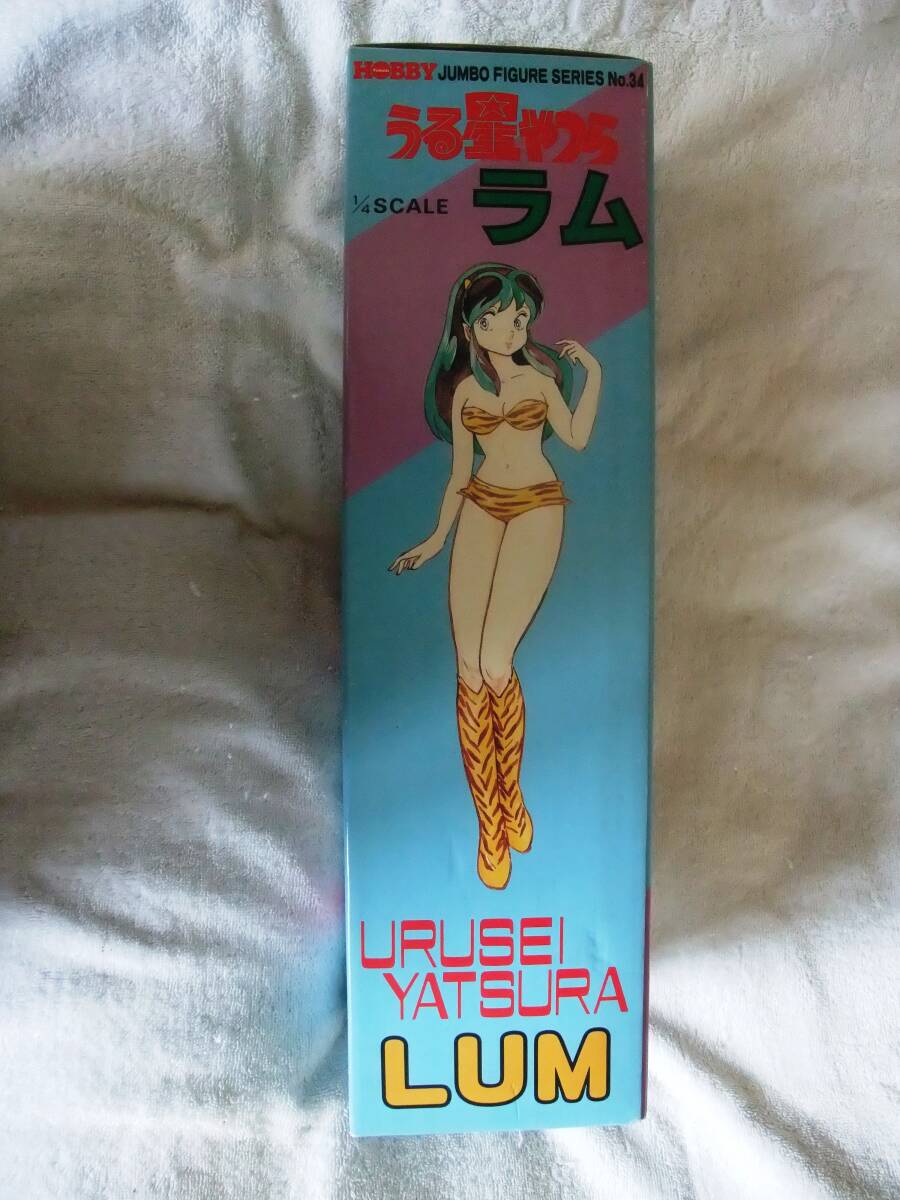 HOBBY JUMBO FIGURE SERIES No.34
うる星やつら
1/4 SCALE ラム
URUSEI
YATSURA
LUM